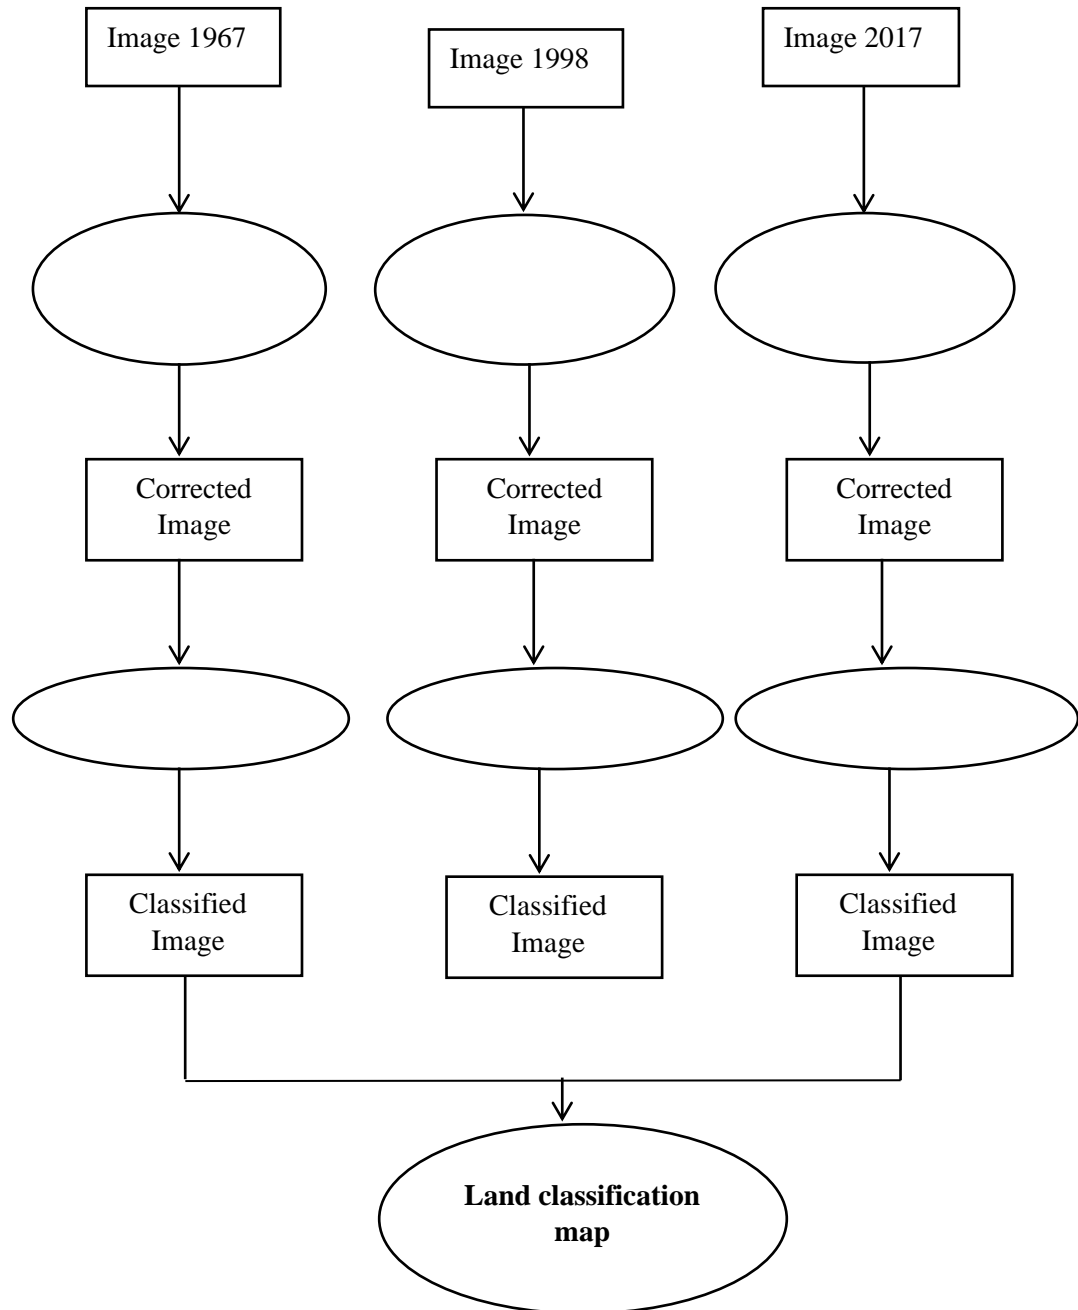 Image 1967
Image 1998
Image 2017
Corrected
Image
Corrected
Image
Corrected
Image
Classified
Image
Classified
Image
Classified
Image
Land classification
map